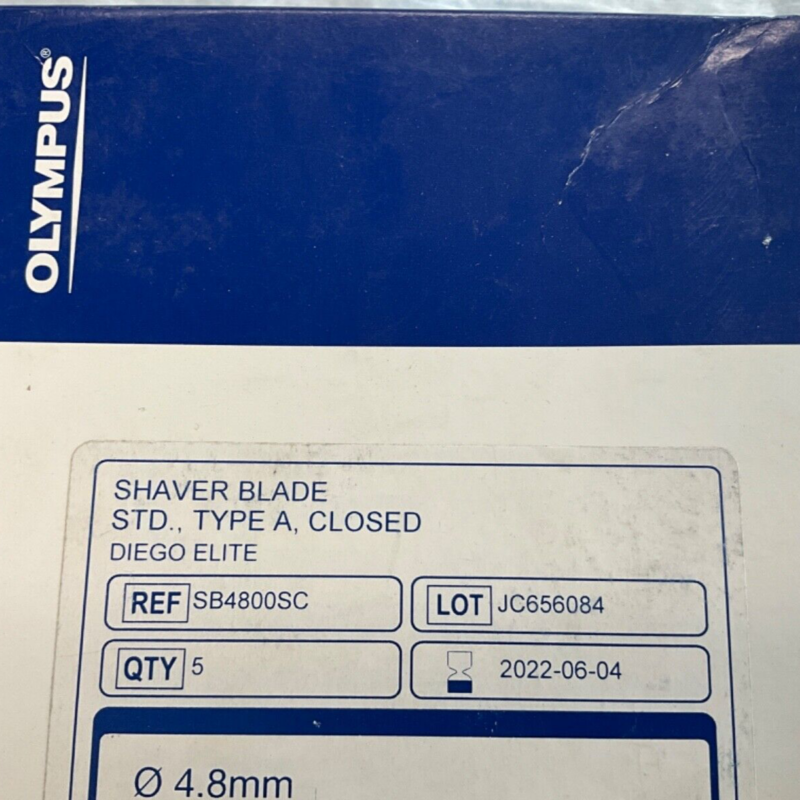 OLYMPUS®
SHAVER BLADE
STD., TYPE A, CLOSED
DIEGO ELITE
REF SB4800SC
LOT JC656084
QTY 5
2022-06-04
Ø 4.8mm